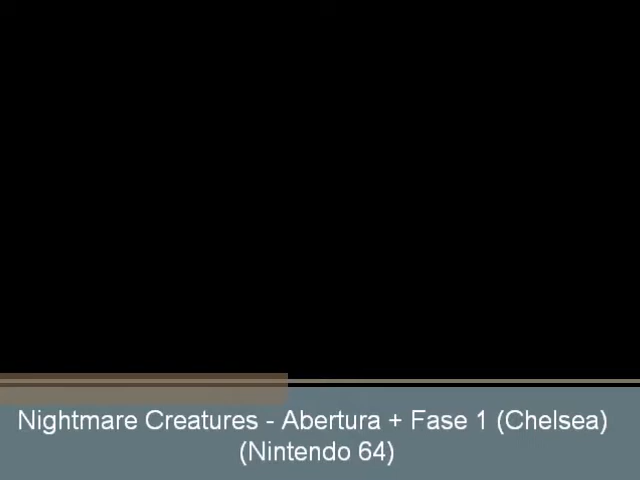 Nightmare Creatures - Abertura + Fase 1 (Chelsea)
(Nintendo 64)